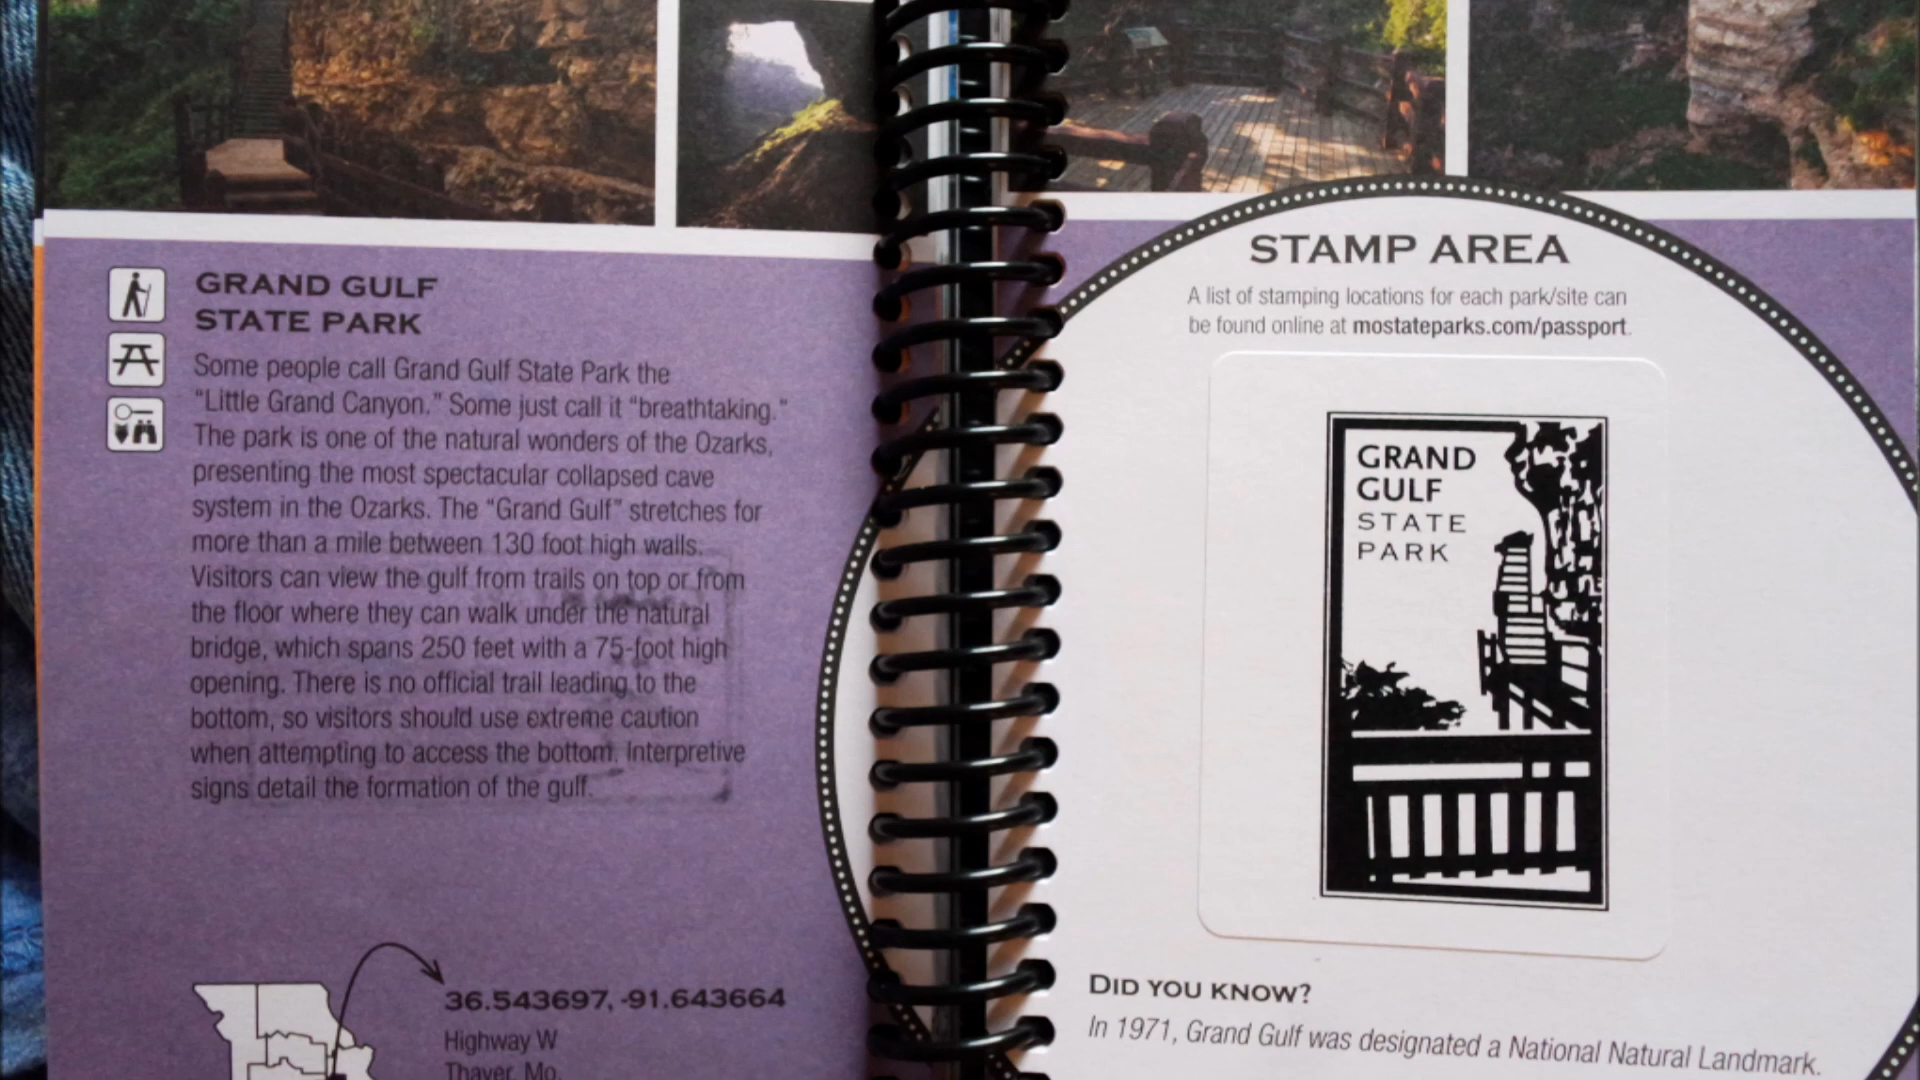 GRAND GULF
STATE PARK
Some people call Grand Gulf State Park the
“Little Grand Canyon.” Some just call it “breathtaking.”
The park is one of the natural wonders of the Ozarks,
presenting the most spectacular collapsed cave
system in the Ozarks. The “Grand Gulf” stretches for
more than a mile between 130 foot high walls.
Visitors can view the gulf from trails on top or from
the floor where they can walk under the natural
bridge, which spans 250 feet with a 75-foot high
opening. There is no official trail leading to the
bottom, so visitors should use extreme caution
when attempting to access the bottom. Interpretive
signs detail the formation of the gulf.
36.543697, -91.643664
Highway W
Thayer, Mo.
STAMP AREA
A list of stamping locations for each park/site can
be found online at mostateparks.com/passport.
GRAND
GULF
STATE
PARK
DID YOU KNOW?
In 1971, Grand Gulf was designated a National Natural Landmark.